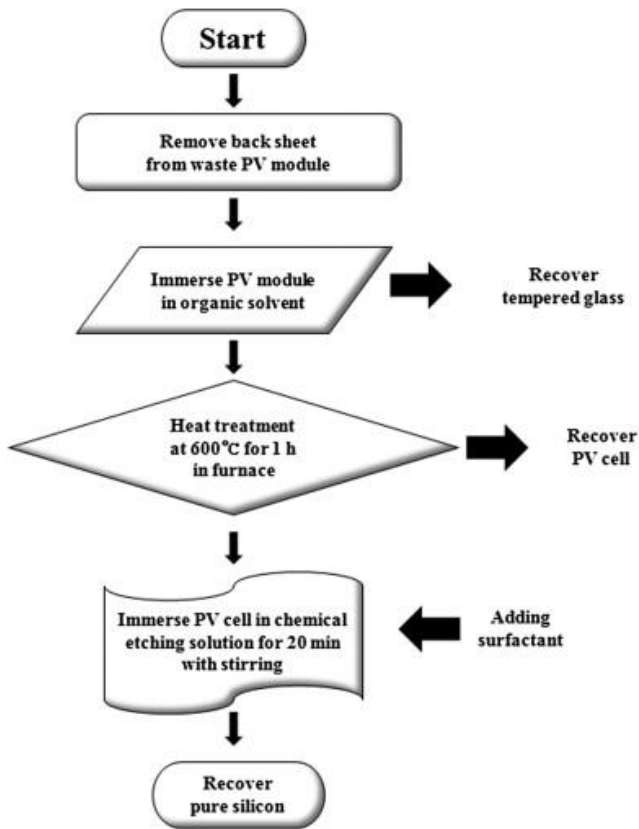 Start
Remove back sheet
from waste PV module
Immerse PV module
in organic solvent
Recover
tempered glass
Heat treatment
at 600°C for 1 h
in furnace
Recover
PV cell
Immerse PV cell in chemical
etching solution for 20 min
with stirring
Adding
surfactant
Recover
pure silicon